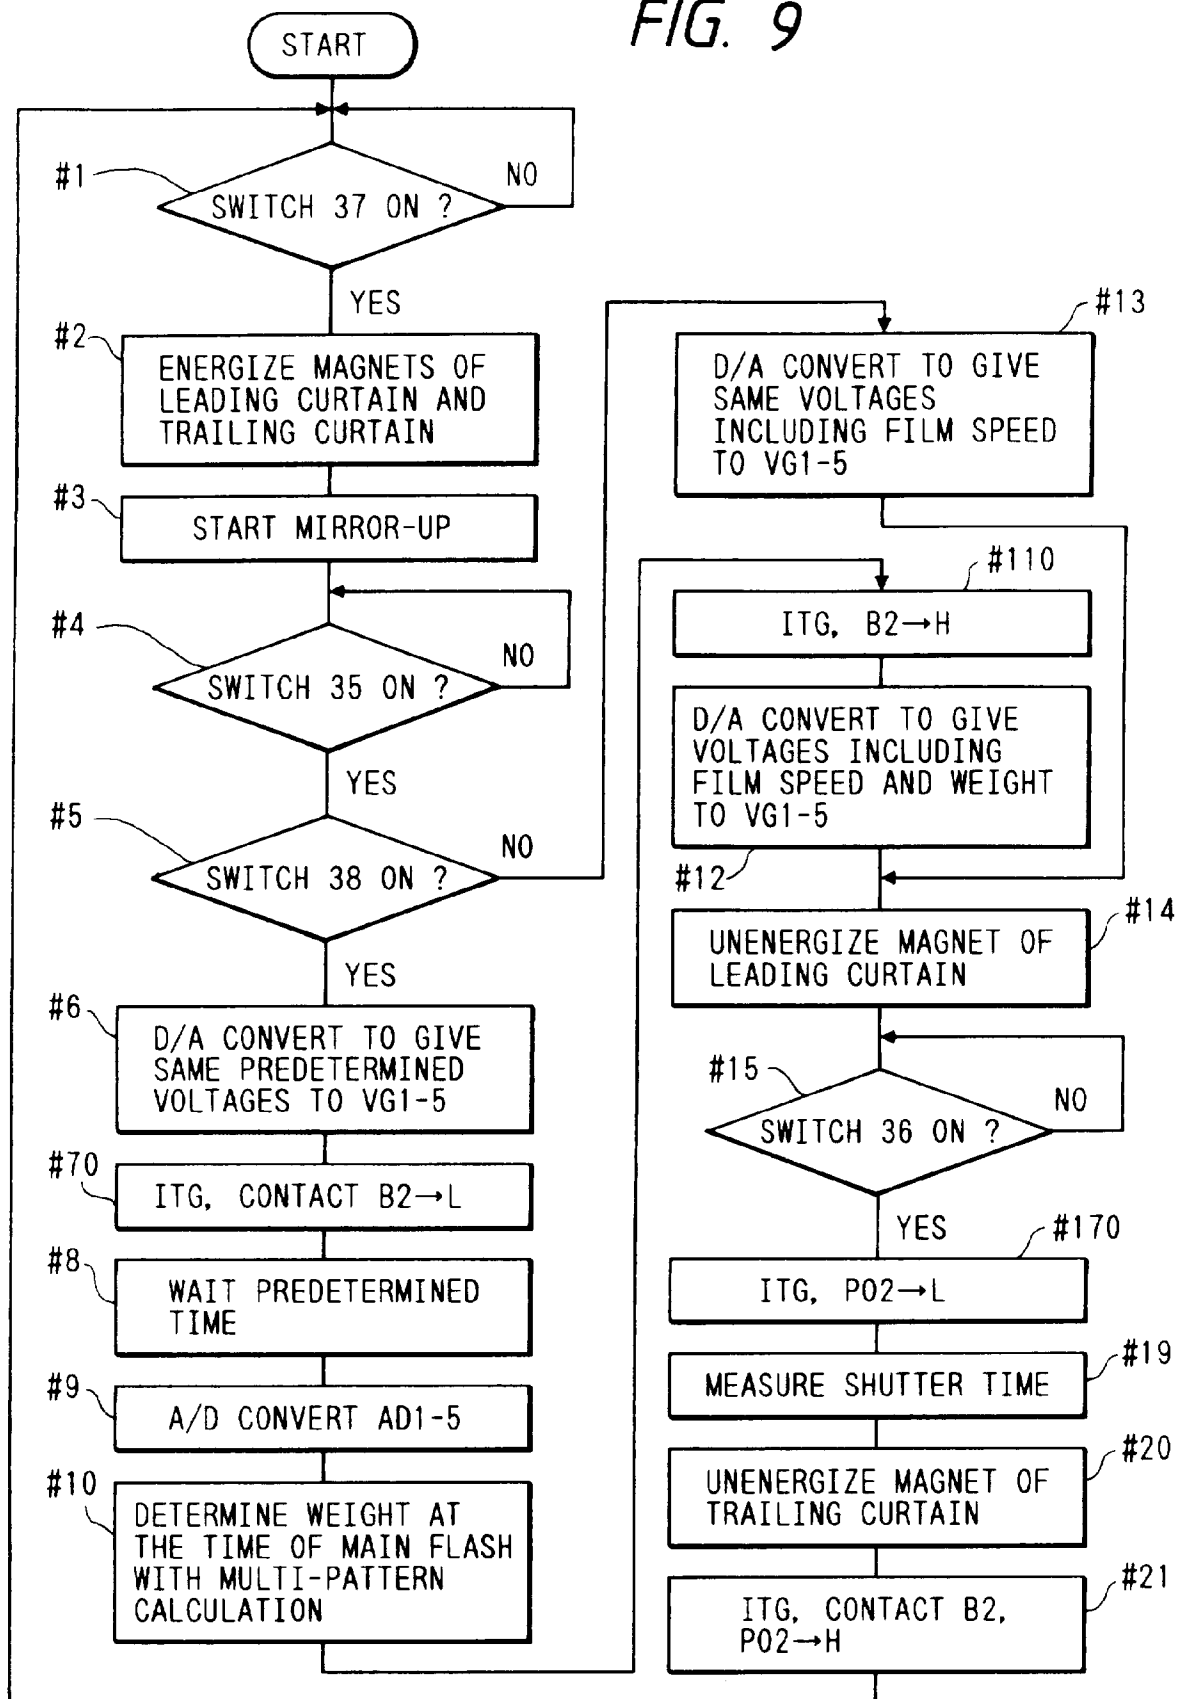 FIG. 9
START
#1
SWITCH 37 ON ?
NO
YES
#2
ENERGIZE MAGNETS OF
LEADING CURTAIN AND
TRAILING CURTAIN
#3
START MIRROR-UP
#4
SWITCH 35 ON ?
NO
YES
#5
SWITCH 38 ON ?
NO
YES
#6
D/A CONVERT TO GIVE
SAME PREDETERMINED
VOLTAGES TO VG1-5
#70
ITG, CONTACT B2→L
#8
WAIT PREDETERMINED
TIME
#9
A/D CONVERT AD1-5
#10
DETERMINE WEIGHT AT
THE TIME OF MAIN FLASH
WITH MULTI-PATTERN
CALCULATION
#13
D/A CONVERT TO GIVE
SAME VOLTAGES
INCLUDING FILM SPEED
TO VG1-5
#110
ITG, B2→H
D/A CONVERT TO GIVE
VOLTAGES INCLUDING
FILM SPEED AND WEIGHT
TO VG1-5
#12
#14
UNENERGIZE MAGNET OF
LEADING CURTAIN
#15
SWITCH 36 ON ?
NO
YES
#170
ITG, PO2→L
#19
MEASURE SHUTTER TIME
#20
UNENERGIZE MAGNET OF
TRAILING CURTAIN
#21
ITG, CONTACT B2,
PO2→H